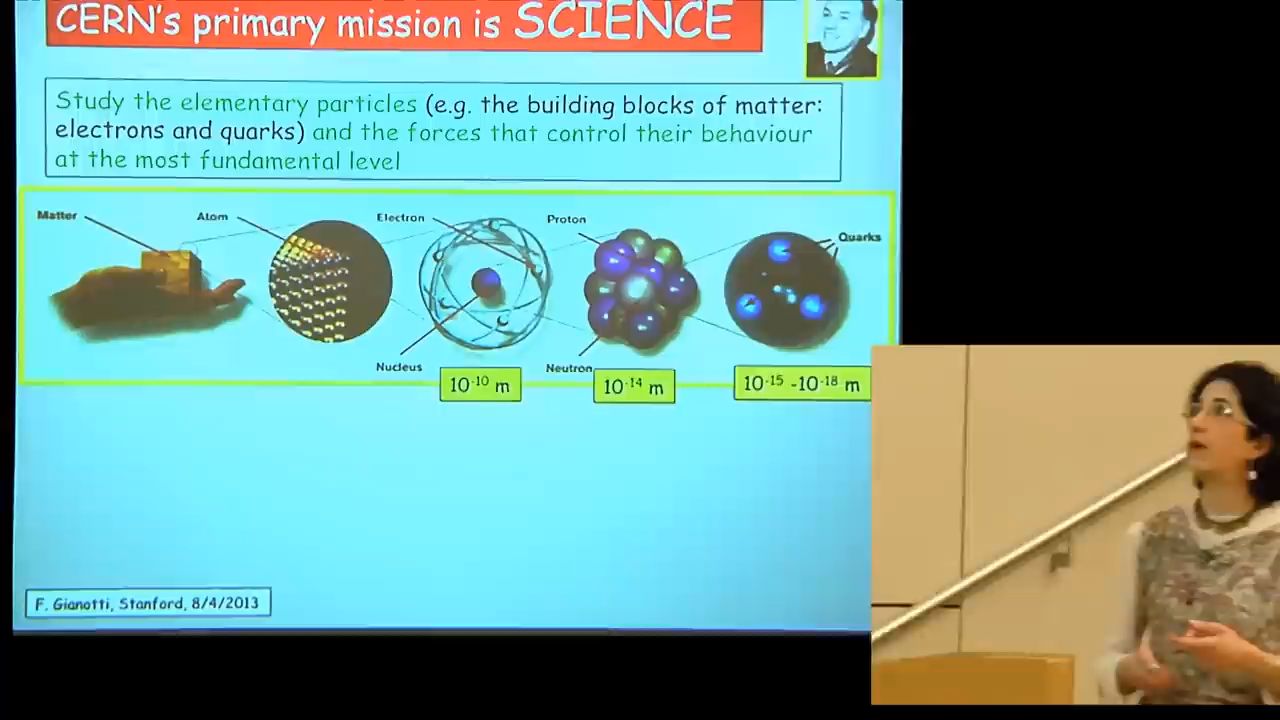 CERN's primary mission is SCIENCE
Study the elementary particles (e.g. the building blocks of matter:
electrons and quarks) and the forces that control their behaviour
at the most fundamental level
Matter
Atom
Electron
Proton
Quarks
Nucleus
Neutron
10⁻¹⁰ m
10⁻¹⁴ m
10⁻¹⁵ -10⁻¹⁸ m
F. Gianotti, Stanford, 8/4/2013